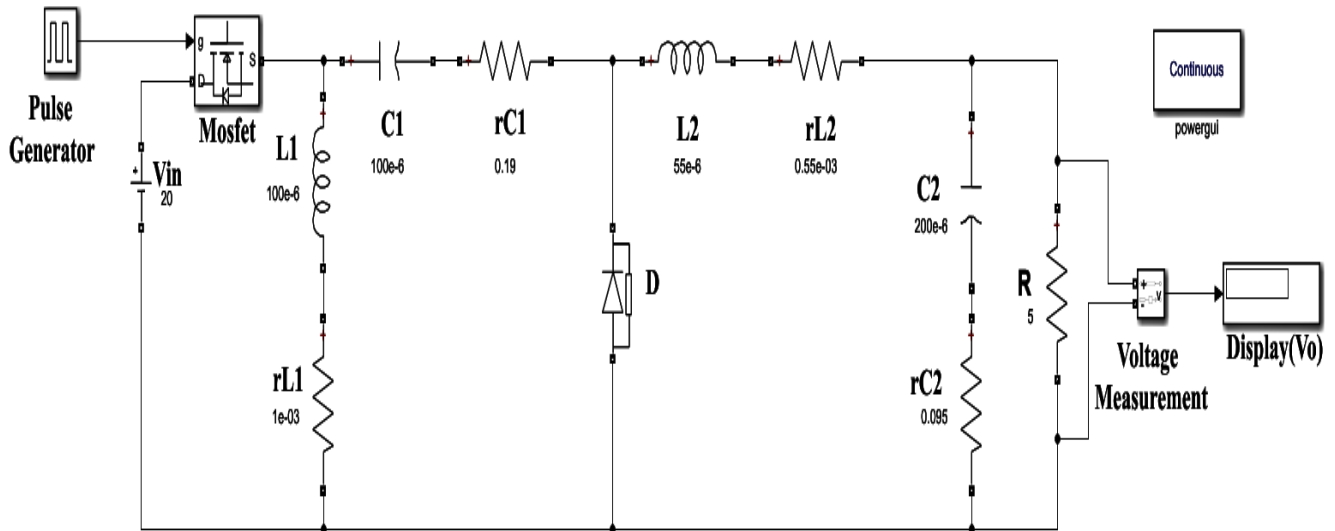 Pulse
Generator
g
D
S
Mosfet
Vin
20
L1
100e-6
rL1
1e-03
C1
100e-6
rC1
0.19
D
L2
55e-6
rL2
0.55e-03
C2
200e-6
rC2
0.095
R
5
Continuous
powergui
+
-
v
Voltage
Measurement
Display(Vo)